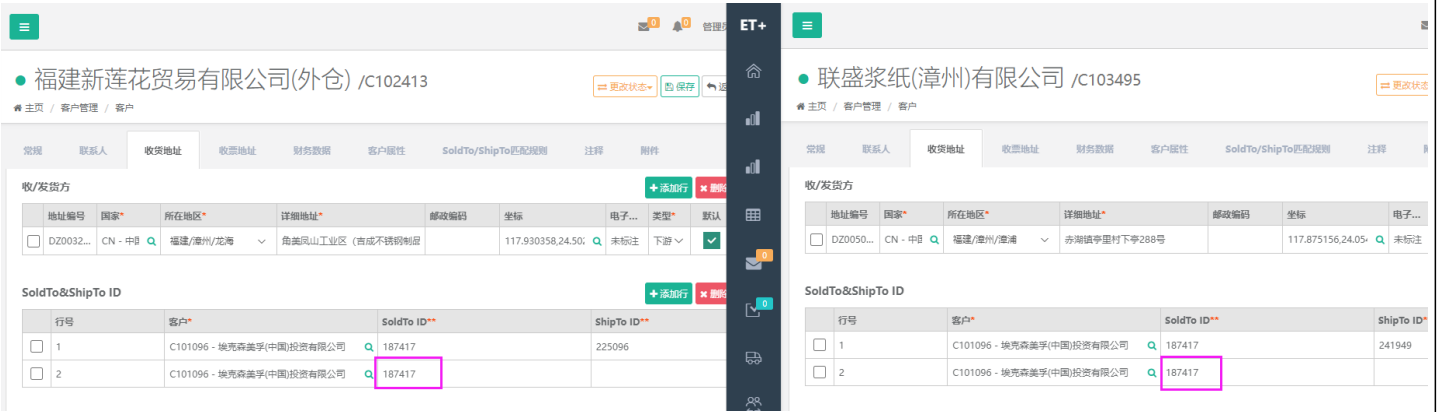 0 0 管理员
福建新莲花贸易有限公司(外仓) /C102413
更改状态 保存
主页 / 客户管理 / 客户
常规 联系人 收货地址 收票地址 财务数据 客户属性 SoldTo/ShipTo匹配规则 注释 附件
收/发货方
+添加行 ×删除
地址编号 国家* 所在地区* 详细地址* 邮政编码 坐标 电子... 类型* 默认
DZ0032... CN - 中 福建/漳州/龙海 角美凤山工业区（吉成不锈钢制品 117.930358,24.50 未标注 下游
SoldTo&ShipTo ID
+添加行 ×删除
行号 客户* SoldTo ID** ShipTo ID**
1 C101096 - 埃克森美孚(中国)投资有限公司 187417 225096
2 C101096 - 埃克森美孚(中国)投资有限公司 187417
ET+
0
0
联盛浆纸(漳州)有限公司 /C103495
更改状态
主页 / 客户管理 / 客户
常规 联系人 收货地址 收票地址 财务数据 客户属性 SoldTo/ShipTo匹配规则 注释
收/发货方
地址编号 国家* 所在地区* 详细地址* 邮政编码 坐标 电子...
DZ0050... CN - 中 福建/漳州/漳浦 赤湖镇亭里村下亭288号 117.875156,24.054 未标注
SoldTo&ShipTo ID
行号 客户* SoldTo ID** ShipTo ID*
1 C101096 - 埃克森美孚(中国)投资有限公司 187417 241949
2 C101096 - 埃克森美孚(中国)投资有限公司 187417